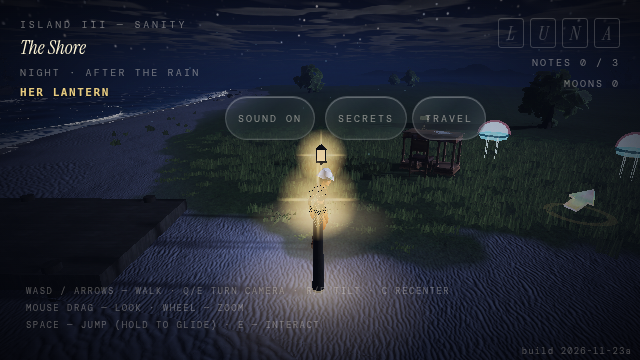 ISLAND III — SANITY
The Shore
NIGHT · AFTER THE RAIN
HER LANTERN
LUNA
NOTES 0 / 3
MOONS 0
SOUND ON
SECRETS
TRAVEL
WASD / ARROWS — WALK · Q/E TURN CAMERA TILT · C RECENTER
MOUSE DRAG — LOOK · WHEEL — ZOOM
SPACE — JUMP (HOLD TO GLIDE) · E — INTERACT
build 2026-11-23a